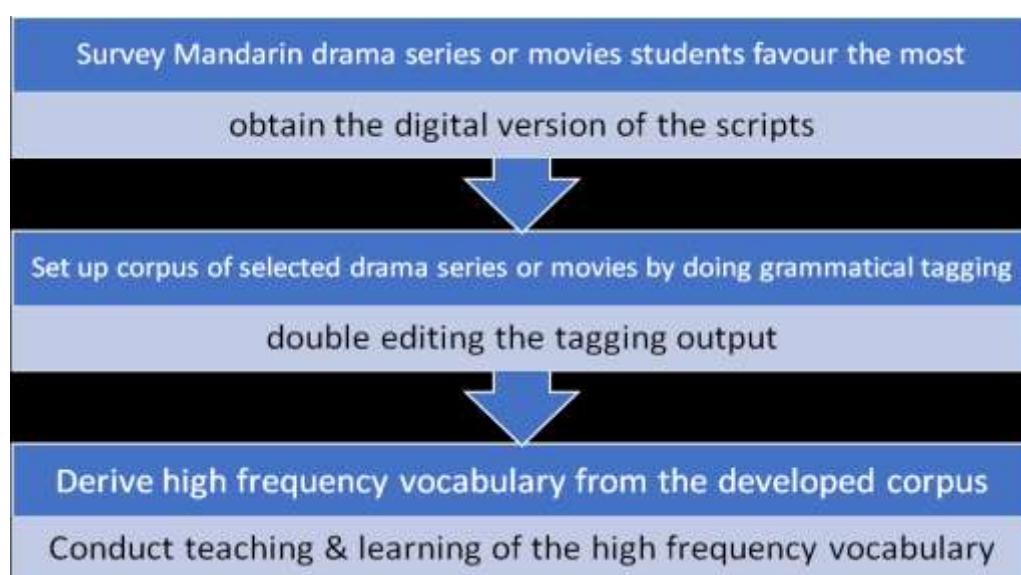 Survey Mandarin drama series or movies students favour the most
obtain the digital version of the scripts
Set up corpus of selected drama series or movies by doing grammatical tagging
double editing the tagging output
Derive high frequency vocabulary from the developed corpus
Conduct teaching & learning of the high frequency vocabulary